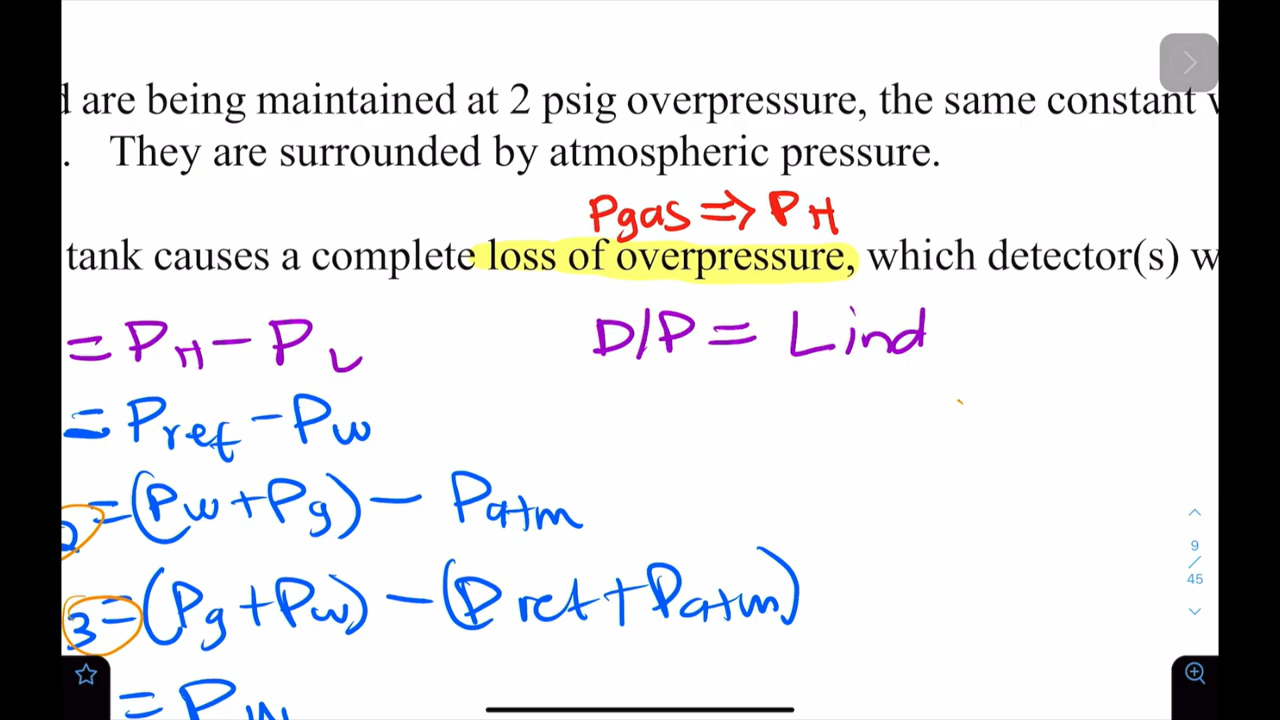 d are being maintained at 2 psig overpressure, the same constant
. They are surrounded by atmospheric pressure.
Pgas ⇒ PH
tank causes a complete loss of overpressure, which detector(s) w
= PH - PL
D/P = Lind
= Pref - Pw
2 = (Pw + Pg) - Patm
3 = (Pg + Pw) - (Pref + Patm)
= Pw
9
/
45